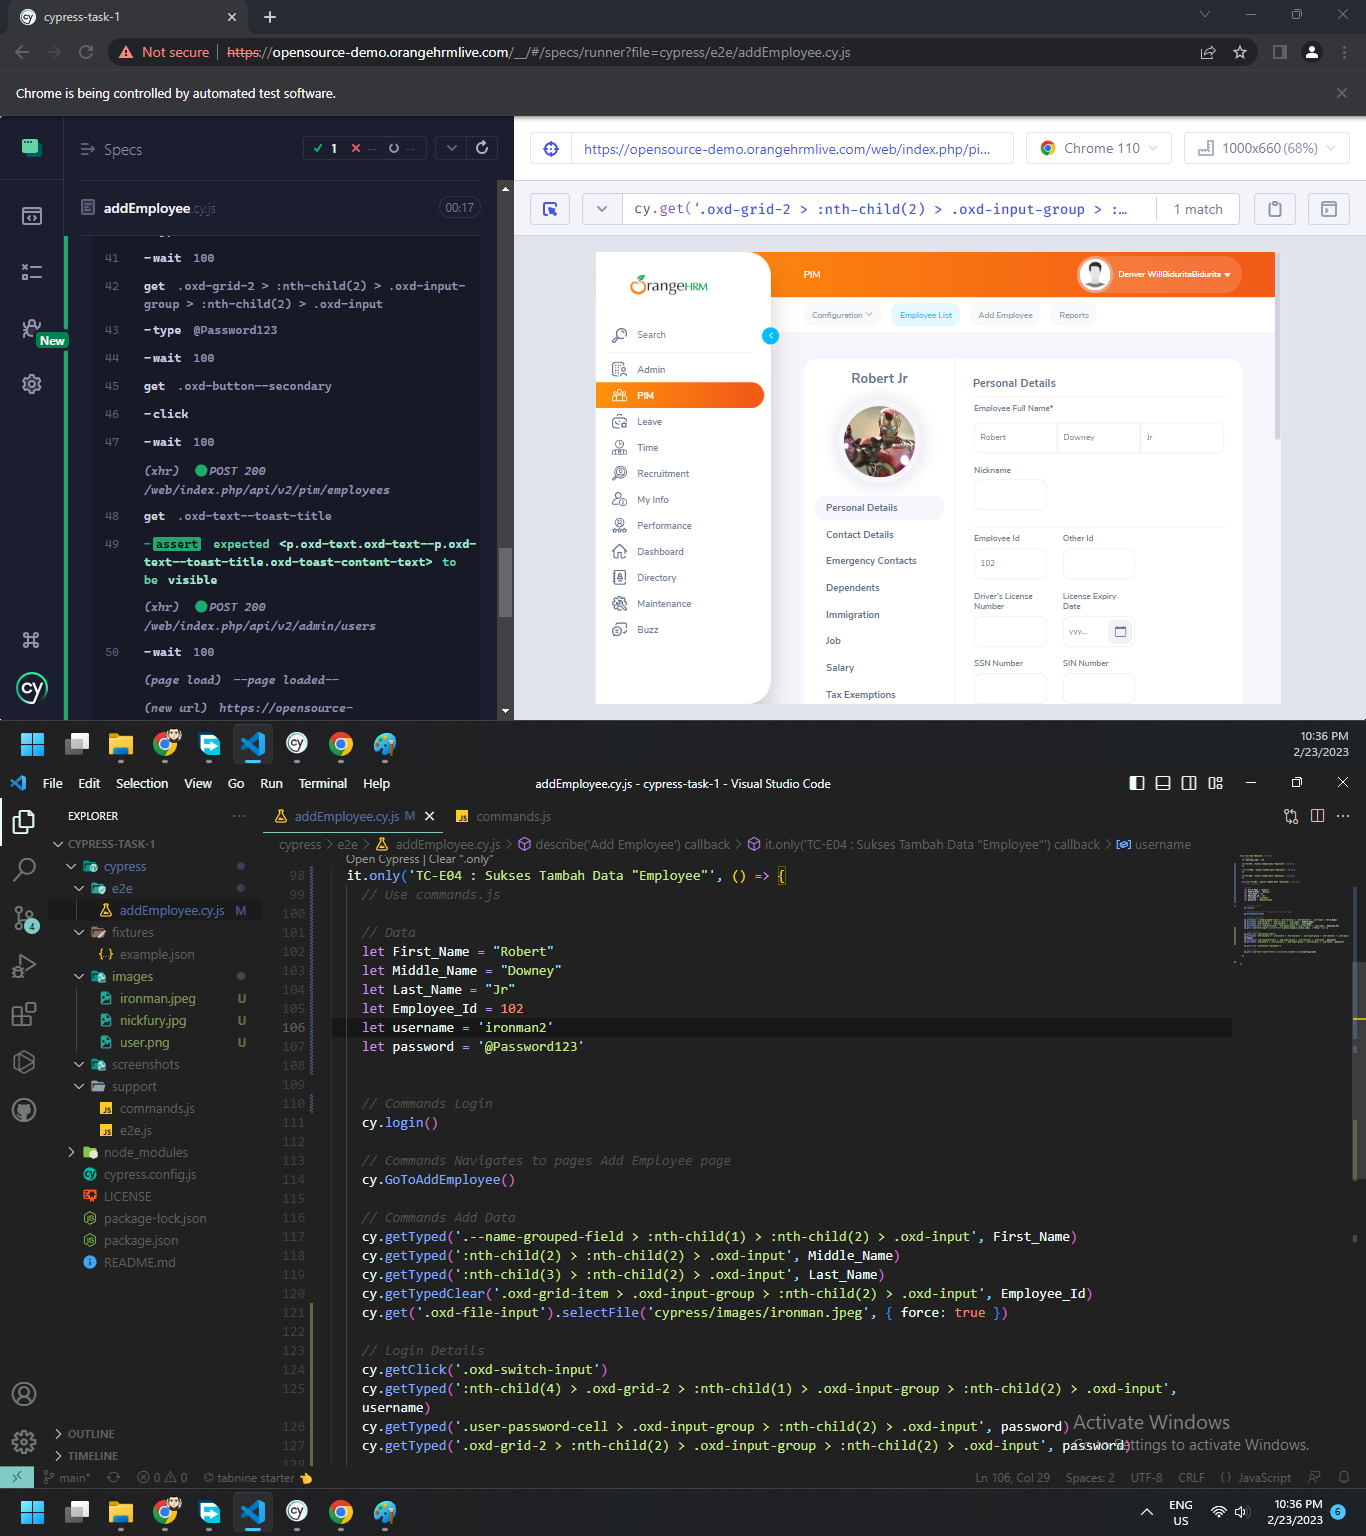 cypress-task-1
Not secure
https://opensource-demo.orangehrmlive.com/__/#/specs/runner?file=cypress/e2e/addEmployee.cy.js
Chrome is being controlled by automated test software.
Specs
1
--
--
addEmployee.cy.js
00:17
41 -wait 100
42 get .oxd-grid-2 > :nth-child(2) > .oxd-input-
group > :nth-child(2) > .oxd-input
43 -type @Password123
44 -wait 100
45 get .oxd-button--secondary
46 -click
47 -wait 100
(xhr) POST 200
/web/index.php/api/v2/pim/employees
48 get .oxd-text--toast-title
49 -assert expected <p.oxd-text.oxd-text--p.oxd-
text--toast-title.oxd-toast-content-text> to
be visible
(xhr) POST 200
/web/index.php/api/v2/admin/users
50 -wait 100
(page load) --page loaded--
(new url) https://opensource-
New
cy
https://opensource-demo.orangehrmlive.com/web/index.php/pi...
Chrome 110
1000x660 (68%)
cy.get('.oxd-grid-2 > :nth-child(2) > .oxd-input-group > :…
1 match
OrangeHRM
Search
Admin
PIM
Leave
Time
Recruitment
My Info
Performance
Dashboard
Directory
Maintenance
Buzz
PIM
Denver WillBiduritaBidurita
Configuration
Employee List
Add Employee
Reports
Robert Jr
Personal Details
Contact Details
Emergency Contacts
Dependents
Immigration
Job
Salary
Tax Exemptions
Personal Details
Employee Full Name*
Robert
Downey
Jr
Nickname
Employee Id
Other Id
102
Driver's License
Number
License Expiry
Date
yyy...
SSN Number
SIN Number
10:36 PM
2/23/2023
File Edit Selection View Go Run Terminal Help
addEmployee.cy.js - cypress-task-1 - Visual Studio Code
EXPLORER
CYPRESS-TASK-1
cypress
e2e
addEmployee.cy.js M
fixtures
example.json
images
ironman.jpeg U
nickfury.jpg U
user.png U
screenshots
support
commands.js
e2e.js
node_modules
cypress.config.js
LICENSE
package-lock.json
package.json
README.md
4
OUTLINE
TIMELINE
addEmployee.cy.js M
commands.js
cypress > e2e > addEmployee.cy.js > describe('Add Employee') callback > it.only('TC-E04 : Sukses Tambah Data "Employee"') callback > username
Open Cypress | Clear ".only"
98 it.only('TC-E04 : Sukses Tambah Data "Employee"', () => {
99 // Use commands.js
100
101 // Data
102 let First_Name = "Robert"
103 let Middle_Name = "Downey"
104 let Last_Name = "Jr"
105 let Employee_Id = 102
106 let username = 'ironman2'
107 let password = '@Password123'
108
109
110 // Commands Login
111 cy.login()
112
113 // Commands Navigates to pages Add Employee page
114 cy.GoToAddEmployee()
115
116 // Commands Add Data
117 cy.getTyped('.--name-grouped-field > :nth-child(1) > :nth-child(2) > .oxd-input', First_Name)
118 cy.getTyped(':nth-child(2) > :nth-child(2) > .oxd-input', Middle_Name)
119 cy.getTyped(':nth-child(3) > :nth-child(2) > .oxd-input', Last_Name)
120 cy.getTypedClear('.oxd-grid-item > .oxd-input-group > :nth-child(2) > .oxd-input', Employee_Id)
121 cy.get('.oxd-file-input').selectFile('cypress/images/ironman.jpeg', { force: true })
122
123 // Login Details
124 cy.getClick('.oxd-switch-input')
125 cy.getTyped(':nth-child(4) > .oxd-grid-2 > :nth-child(1) > .oxd-input-group > :nth-child(2) > .oxd-input',
username)
126 cy.getTyped('.user-password-cell > .oxd-input-group > :nth-child(2) > .oxd-input', password)
127 cy.getTyped('.oxd-grid-2 > :nth-child(2) > .oxd-input-group > :nth-child(2) > .oxd-input', password)
128
Activate Windows
Go to Settings to activate Windows.
main* 0 0 tabnine starter
Ln 106, Col 29 Spaces: 2 UTF-8 CRLF {} JavaScript
ENG
US
10:36 PM
2/23/2023
6